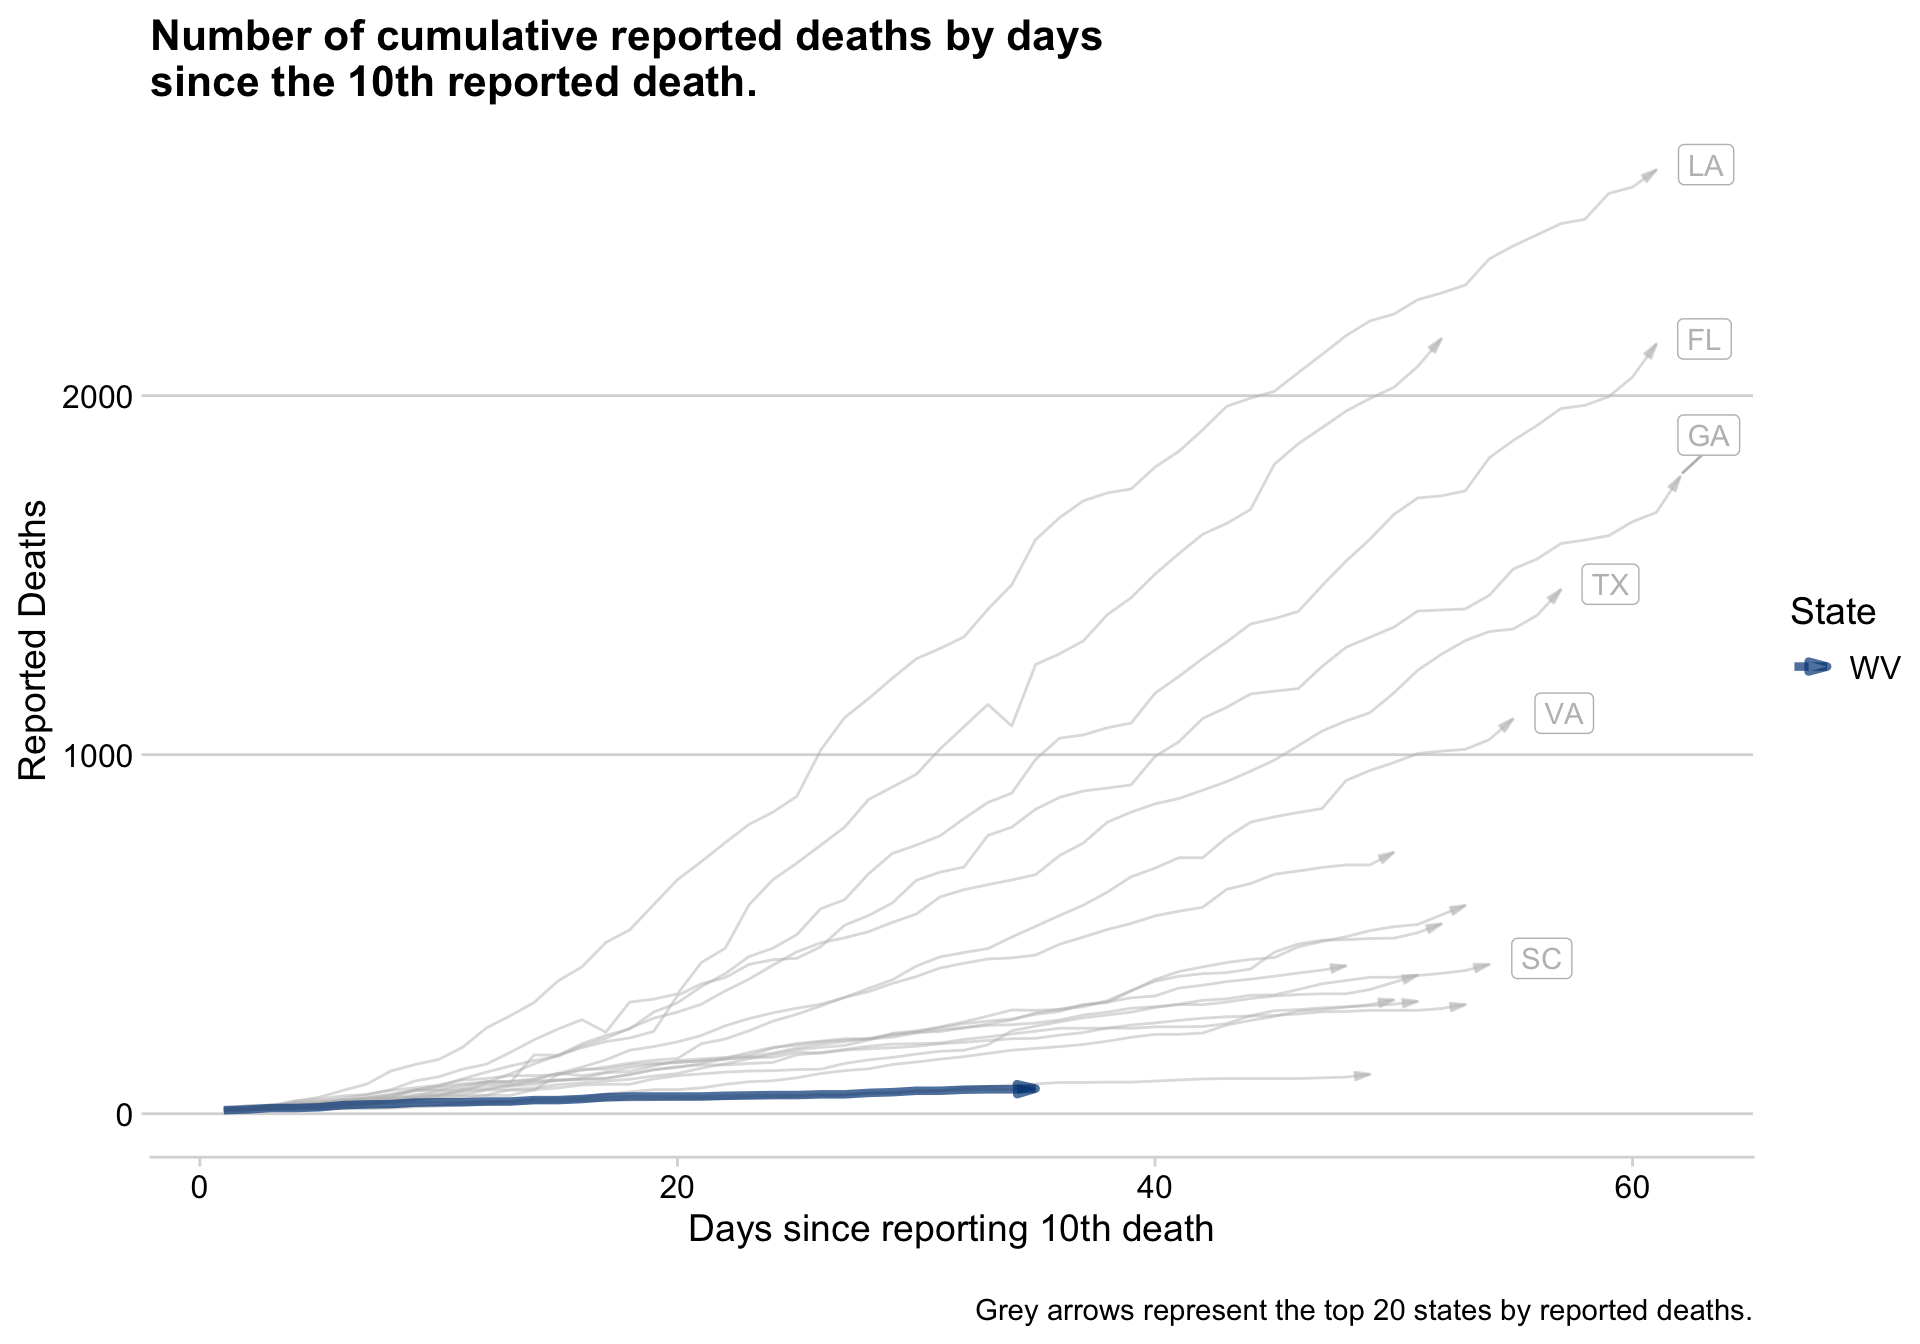 Number of cumulative reported deaths by days
since the 10th reported death.
LA
FL
2000
GA
TX
Reported Deaths
State
WV
VA
1000
SC
0
0 20 40 60
Days since reporting 10th death
Grey arrows represent the top 20 states by reported deaths.